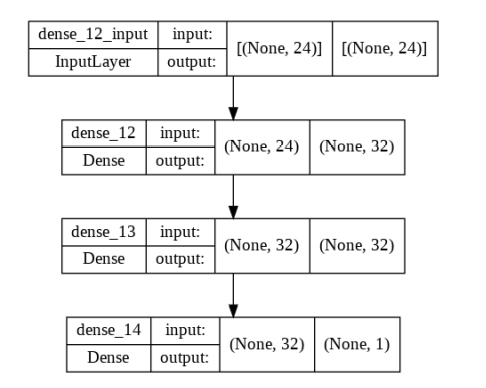 dense_12_input input: [(None, 24)] [(None, 24)]
InputLayer output:
dense_12 input: (None, 24) (None, 32)
Dense output:
dense_13 input: (None, 32) (None, 32)
Dense output:
dense_14 input: (None, 32) (None, 1)
Dense output: